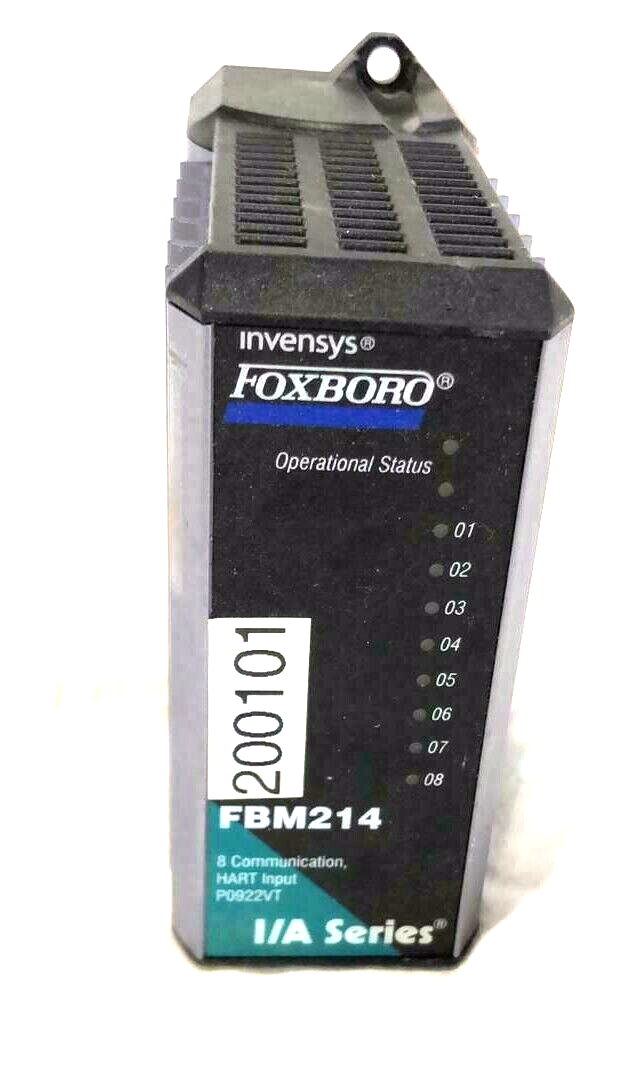 invensys®
FOXBORO®
Operational Status
01
02
03
04
05
06
07
08
200101
FBM214
8 Communication,
HART Input
P0922VT
I/A Series®